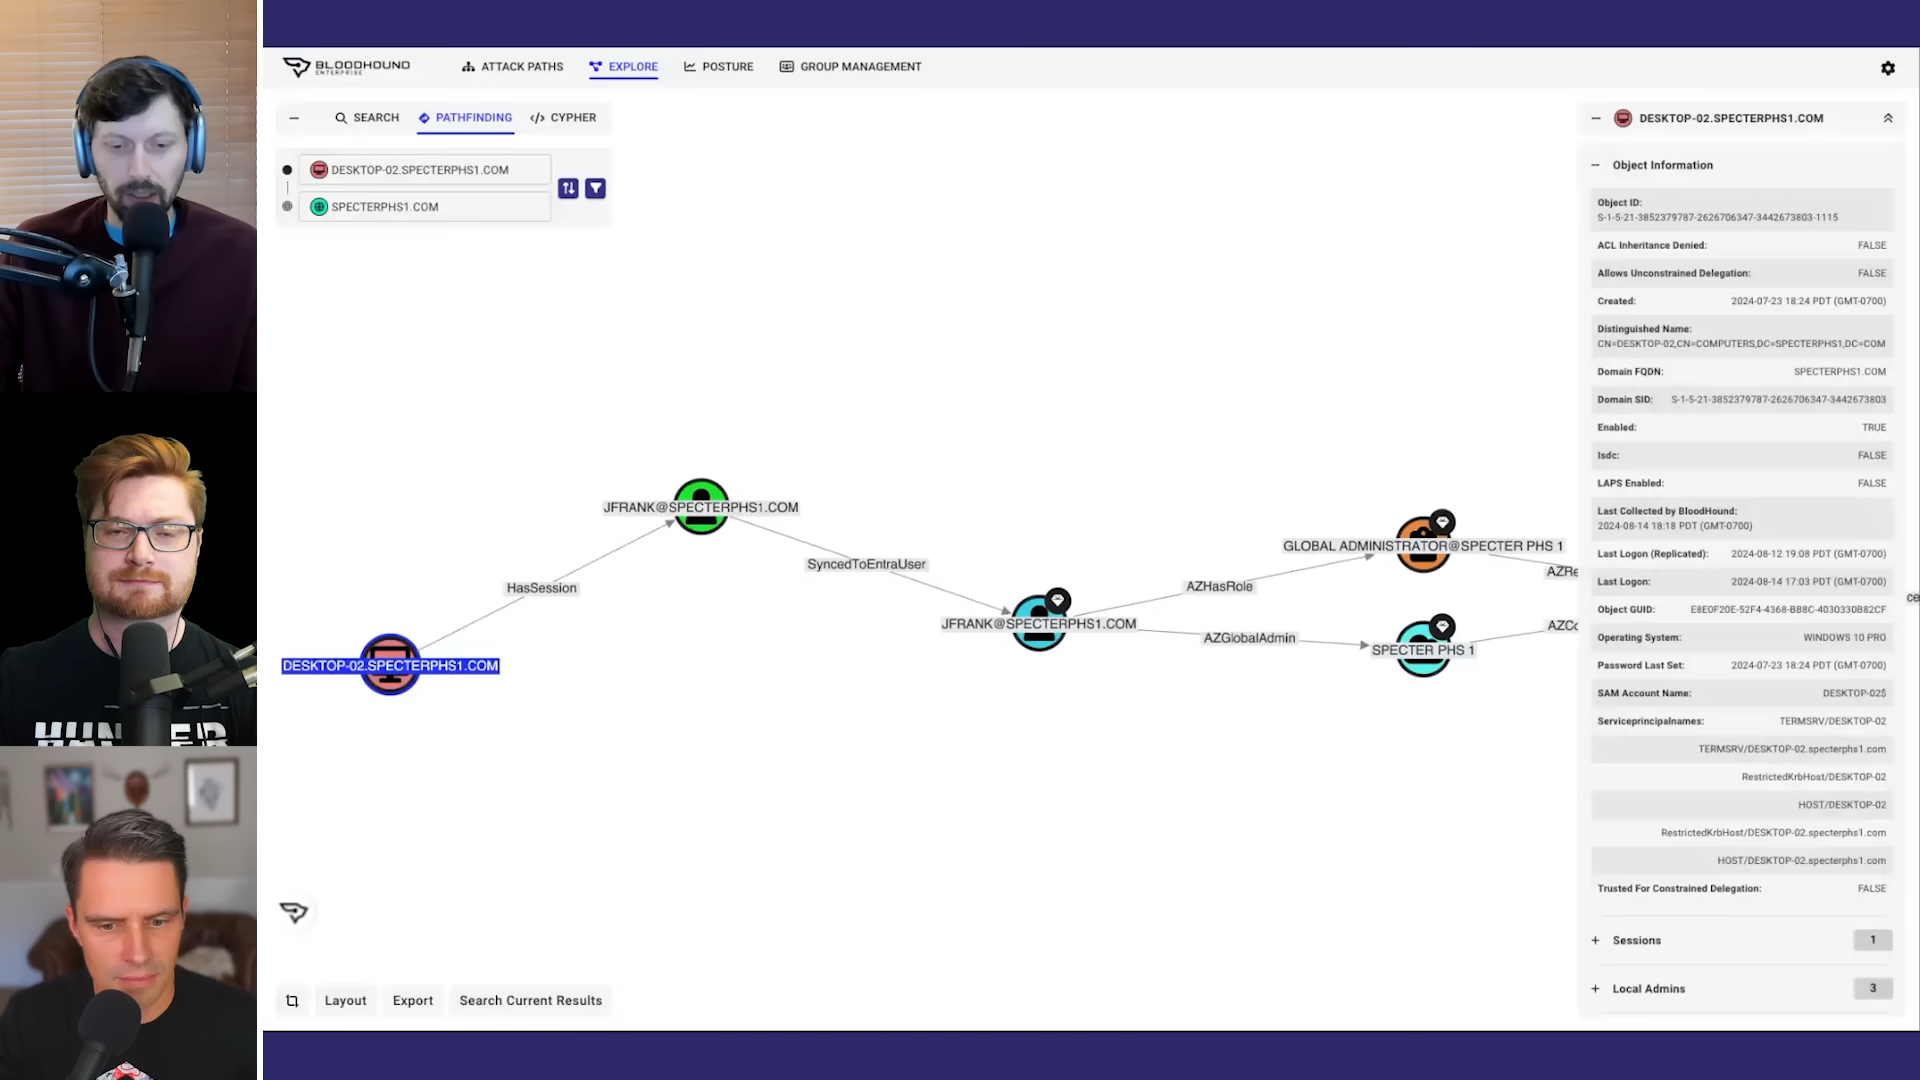 BLOODHOUND
ENTERPRISE
ATTACK PATHS
EXPLORE
POSTURE
GROUP MANAGEMENT
SEARCH
PATHFINDING
CYPHER
DESKTOP-02.SPECTERPHS1.COM
SPECTERPHS1.COM
JFRANK@SPECTERPHS1.COM
HasSession
DESKTOP-02.SPECTERPHS1.COM
SyncedToEntraUser
JFRANK@SPECTERPHS1.COM
AZHasRole
AZGlobalAdmin
GLOBAL ADMINISTRATOR@SPECTER PHS 1
AZRe
SPECTER PHS 1
AZCo
ce
Layout
Export
Search Current Results
DESKTOP-02.SPECTERPHS1.COM
Object Information
Object ID:
S-1-5-21-3852379787-2626706347-3442673803-1115
ACL Inheritance Denied: FALSE
Allows Unconstrained Delegation: FALSE
Created: 2024-07-23 18:24 PDT (GMT-0700)
Distinguished Name:
CN=DESKTOP-02,CN=COMPUTERS,DC=SPECTERPHS1,DC=COM
Domain FQDN: SPECTERPHS1.COM
Domain SID: S-1-5-21-3852379787-2626706347-3442673803
Enabled: TRUE
Isdc: FALSE
LAPS Enabled: FALSE
Last Collected by BloodHound:
2024-08-14 18:18 PDT (GMT-0700)
Last Logon (Replicated): 2024-08-12 19:08 PDT (GMT-0700)
Last Logon: 2024-08-14 17:03 PDT (GMT-0700)
Object GUID: E8E0F20E-52F4-4368-BB8C-4030330B82CF
Operating System: WINDOWS 10 PRO
Password Last Set: 2024-07-23 18:24 PDT (GMT-0700)
SAM Account Name: DESKTOP-02$
Serviceprincipalnames: TERMSRV/DESKTOP-02
TERMSRV/DESKTOP-02.specterphs1.com
RestrictedKrbHost/DESKTOP-02
HOST/DESKTOP-02
RestrictedKrbHost/DESKTOP-02.specterphs1.com
HOST/DESKTOP-02.specterphs1.com
Trusted For Constrained Delegation: FALSE
Sessions 1
Local Admins 3